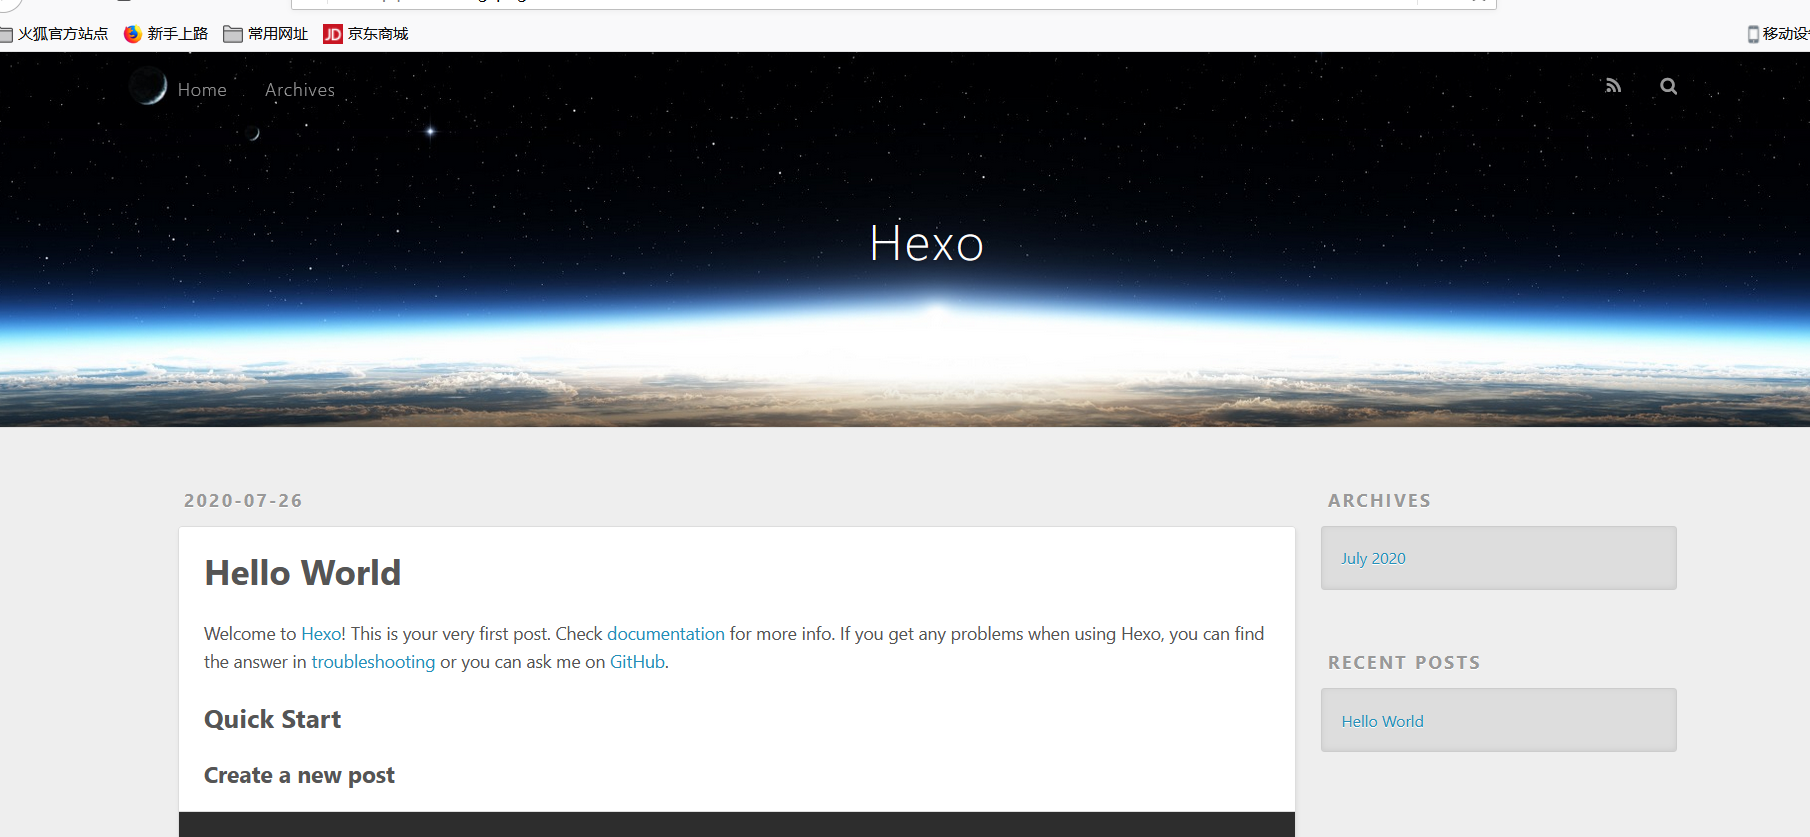 火狐官方站点 新手上路 常用网址 JD 京东商城 移动设
Home Archives
Hexo
2020-07-26
Hello World
Welcome to Hexo! This is your very first post. Check documentation for more info. If you get any problems when using Hexo, you can find
the answer in troubleshooting or you can ask me on GitHub.
Quick Start
Create a new post
ARCHIVES
July 2020
RECENT POSTS
Hello World